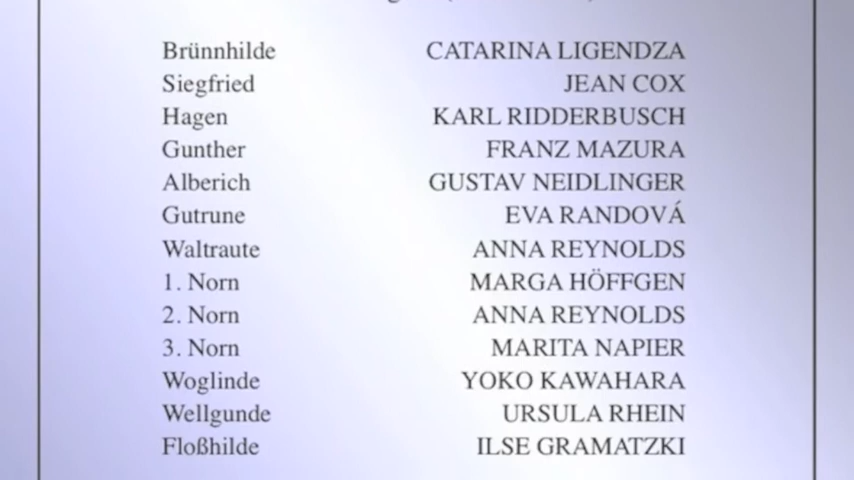 Brünnhilde CATARINA LIGENDZA
Siegfried JEAN COX
Hagen KARL RIDDERBUSCH
Gunther FRANZ MAZURA
Alberich GUSTAV NEIDLINGER
Gutrune EVA RANDOVÁ
Waltraute ANNA REYNOLDS
1. Norn MARGA HÖFFGEN
2. Norn ANNA REYNOLDS
3. Norn MARITA NAPIER
Woglinde YOKO KAWAHARA
Wellgunde URSULA RHEIN
Floßhilde ILSE GRAMATZKI